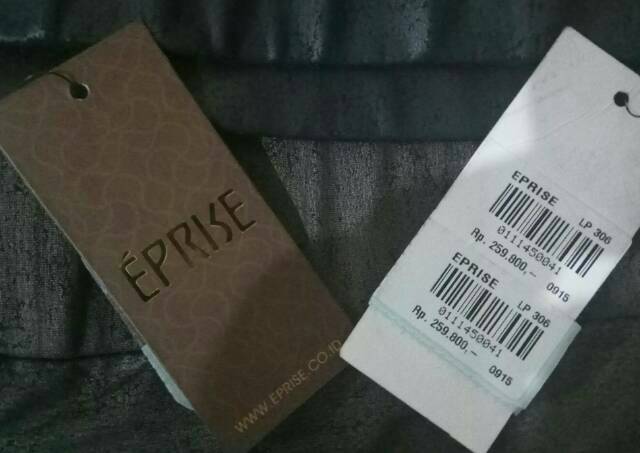 ÉPRISE
WWW.EPRISE.CO.ID
EPRISE LP 306
0111450041
Rp. 259.800,- 0915
EPRISE LP 306
0111450041
Rp. 259.800,- 0915